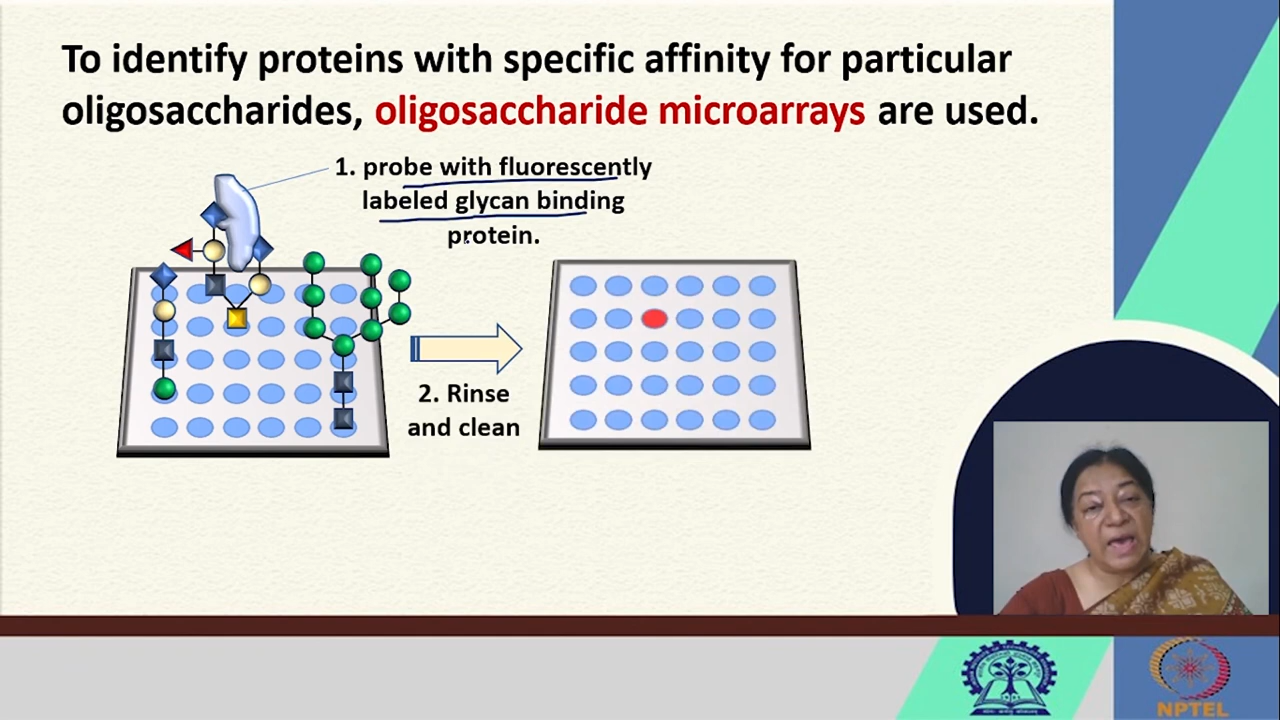 To identify proteins with specific affinity for particular
oligosaccharides, oligosaccharide microarrays are used.
1. probe with fluorescently
labeled glycan binding
protein.
2. Rinse
and clean
NPTEL